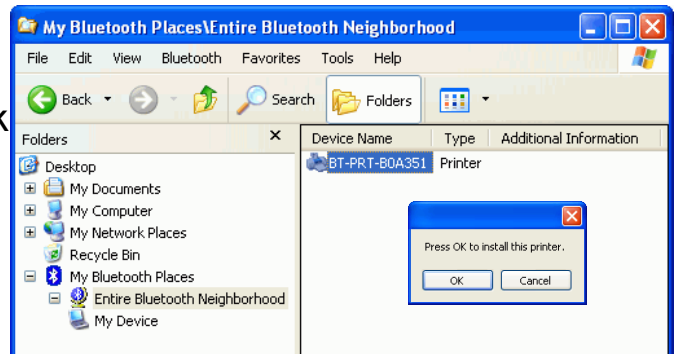 My Bluetooth Places\Entire Bluetooth Neighborhood
File Edit View Bluetooth Favorites Tools Help
Back Search Folders
k
Folders x Device Name Type Additional Information
Desktop BT-PRT-B0A351 Printer
My Documents
My Computer
My Network Places
Recycle Bin
My Bluetooth Places
Entire Bluetooth Neighborhood
My Device
Press OK to install this printer.
OK Cancel